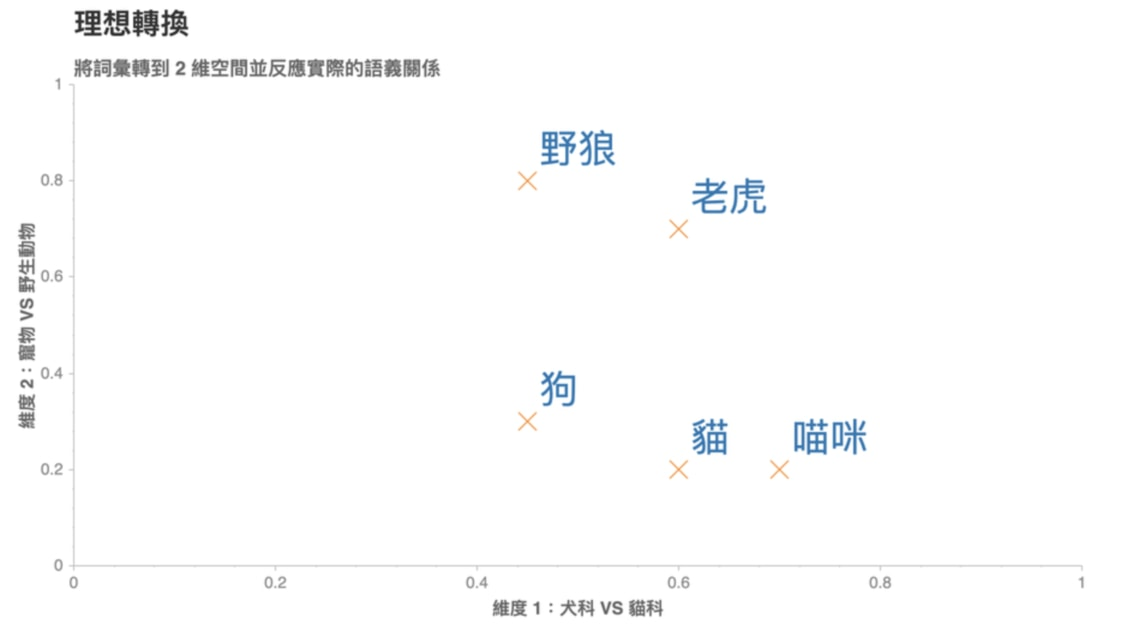 理想轉換
將詞彙轉到 2 維空間並反應實際的語義關係
1
0.8
0.6
0.4
0.2
0
維度 2：寵物 VS 野生動物
野狼
老虎
狗
貓
喵咪
0
0.2
0.4
0.6
0.8
1
維度 1：犬科 VS 貓科